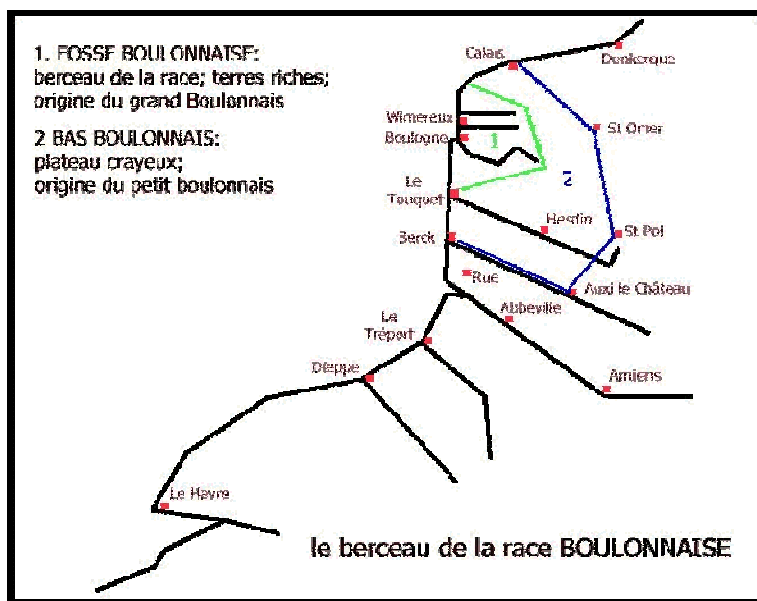 1. FOSSE BOULONNAISE:
berceau de la race; terres riches;
origine du grand Boulonnais
2 BAS BOULONNAIS:
plateau crayeux;
origine du petit boulonnais
Calais
Dunkerque
Wimereux
Boulogne
1
St Omer
2
Le
Touquet
Hesdin
Berck
St Pol
Rue
Auxi le Château
Abbeville
Le
Tréport
Dieppe
Amiens
Le Havre
le berceau de la race BOULONNAISE